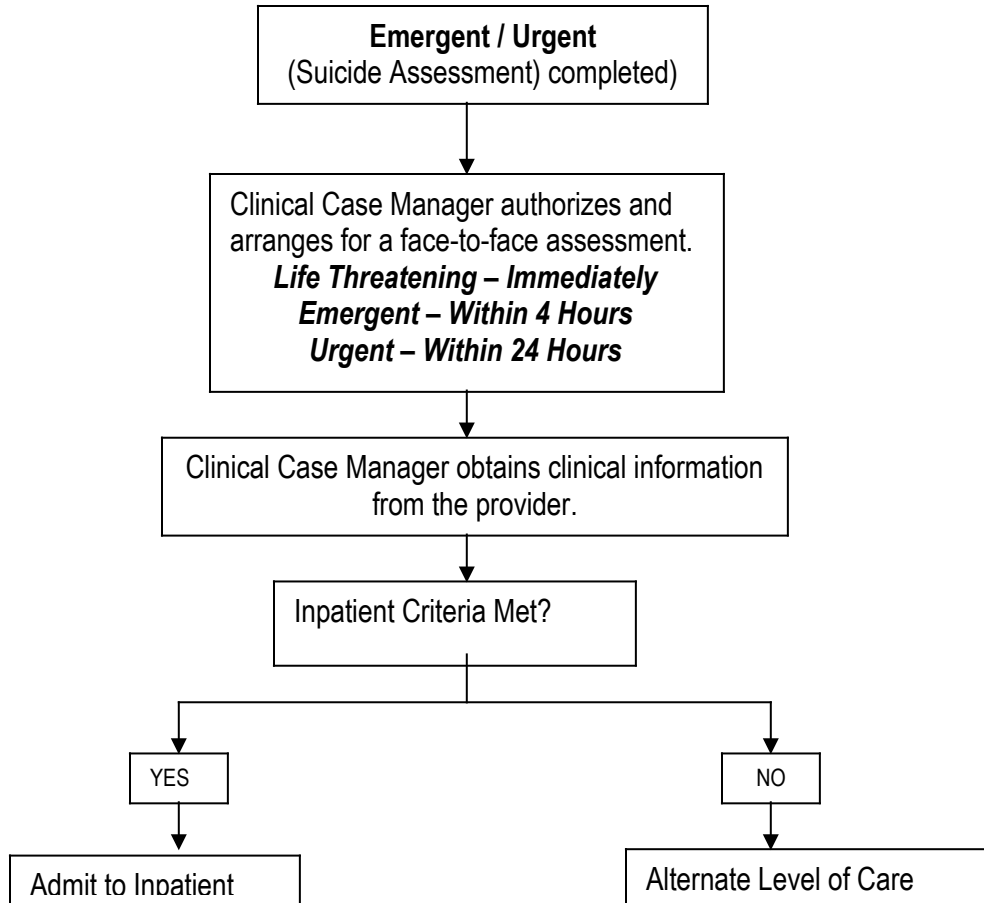 Emergent / Urgent
(Suicide Assessment) completed)
Clinical Case Manager authorizes and
arranges for a face-to-face assessment.
Life Threatening – Immediately
Emergent – Within 4 Hours
Urgent – Within 24 Hours
Clinical Case Manager obtains clinical information
from the provider.
Inpatient Criteria Met?
YES
NO
Admit to Inpatient
Alternate Level of Care